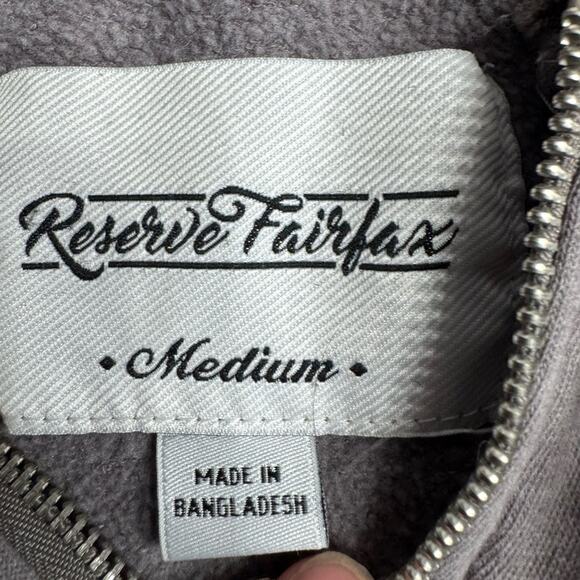 Reserve Fairfax
• Medium •
MADE IN
BANGLADESH